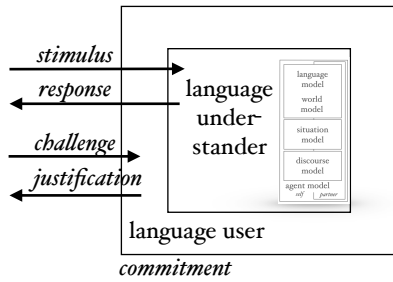 stimulus
response
challenge
justification
language
under-
stander
language
model
world
model
situation
model
discourse
model
agent model
self partner
language user
commitment